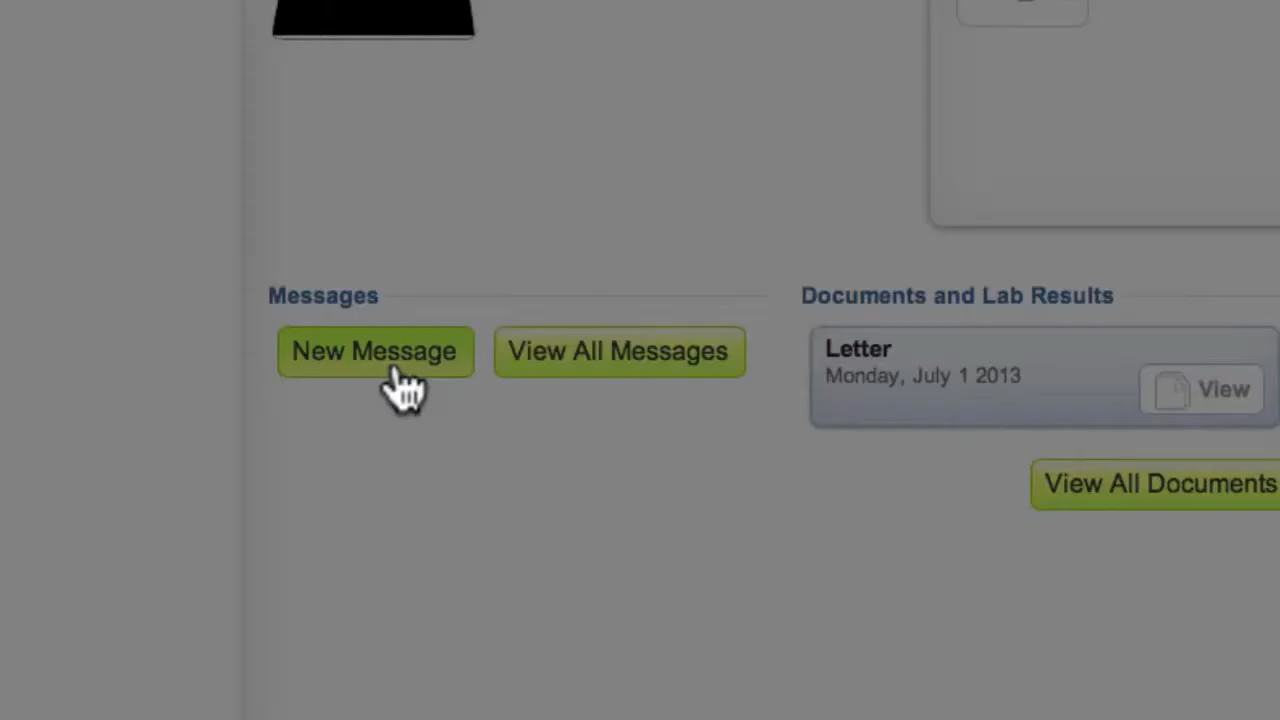 Messages
New Message
View All Messages
Documents and Lab Results
Letter
Monday, July 1 2013
View
View All Documents